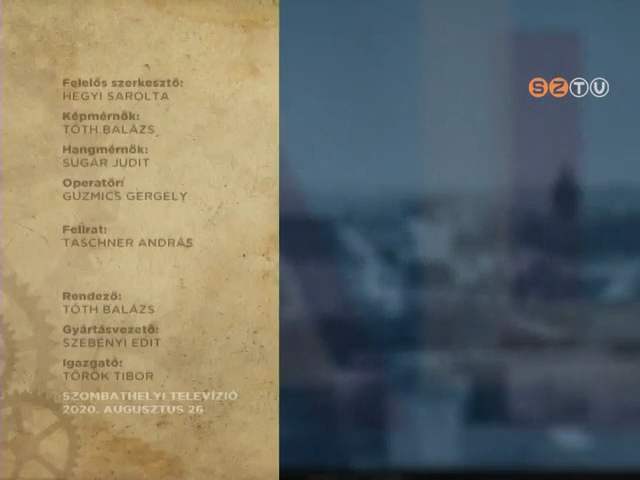 Felelős szerkesztő:
HEGYI SAROLTA
Képmérnök:
TÓTH BALÁZS
Hangmérnök:
SUGÁR JUDIT
Operatőr:
GUZMICS GERGELY
Felirat:
TASCHNER ANDRÁS
Rendező:
TÓTH BALÁZS
Gyártásvezető:
SZEBÉNYI EDIT
Igazgató:
TÖRÖK TIBOR
SZOMBATHELYI TELEVÍZIÓ
2020. AUGUSZTUS 26
SZTV